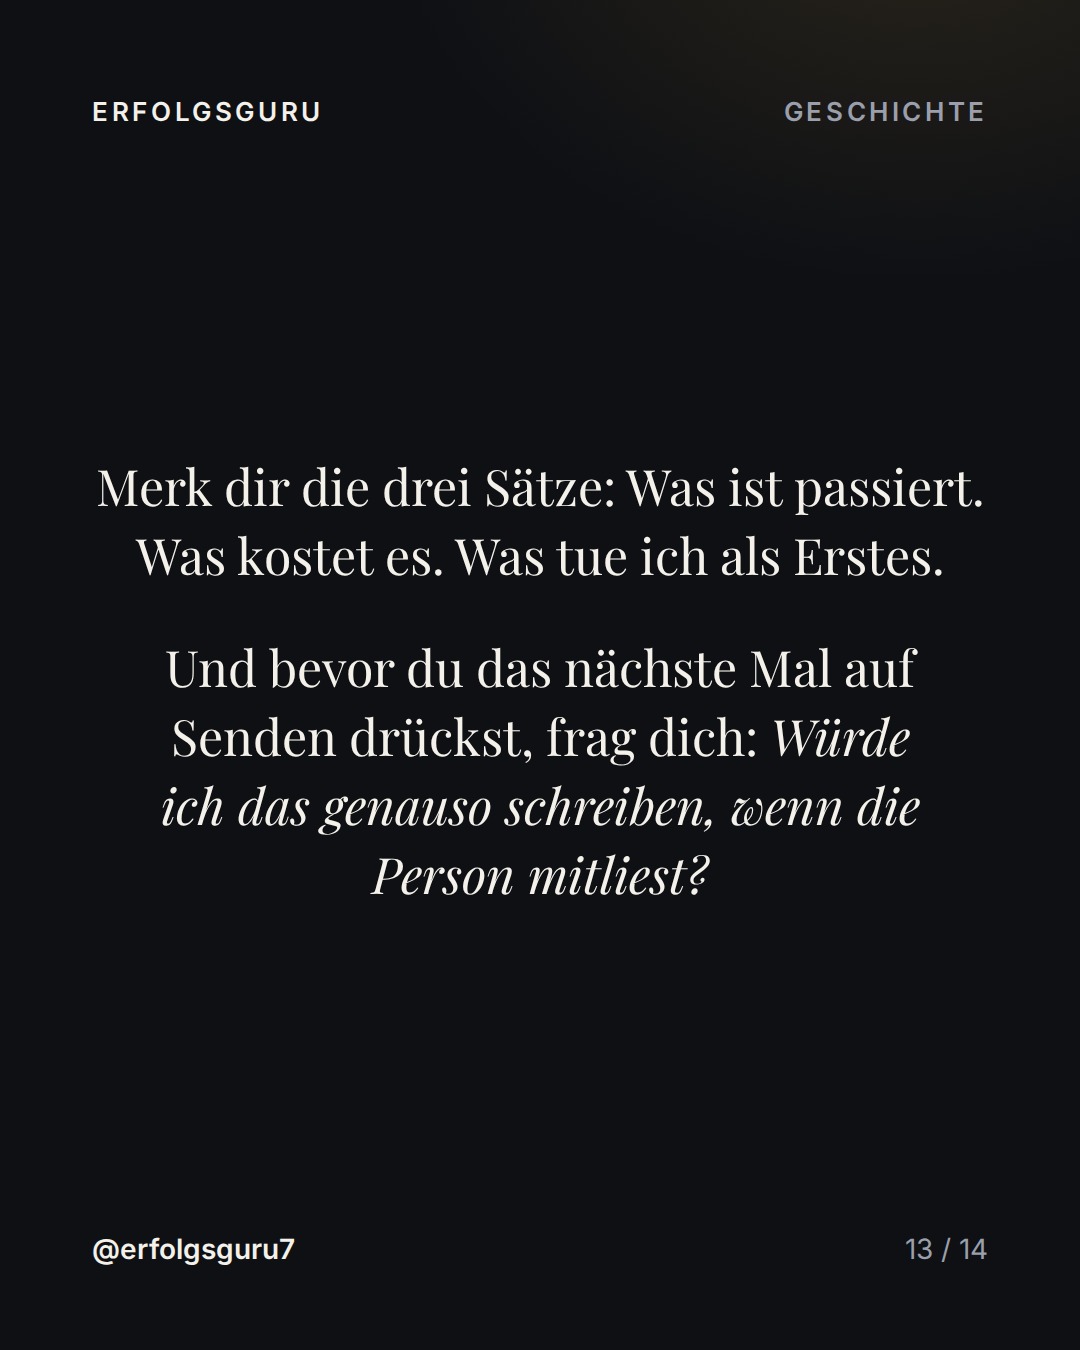 ERFOLGSGURU
GESCHICHTE
Merk dir die drei Sätze: Was ist passiert.
Was kostet es. Was tue ich als Erstes.
Und bevor du das nächste Mal auf
Senden drückst, frag dich: Würde
ich das genauso schreiben, wenn die
Person mitliest?
@erfolgsguru7
13 / 14